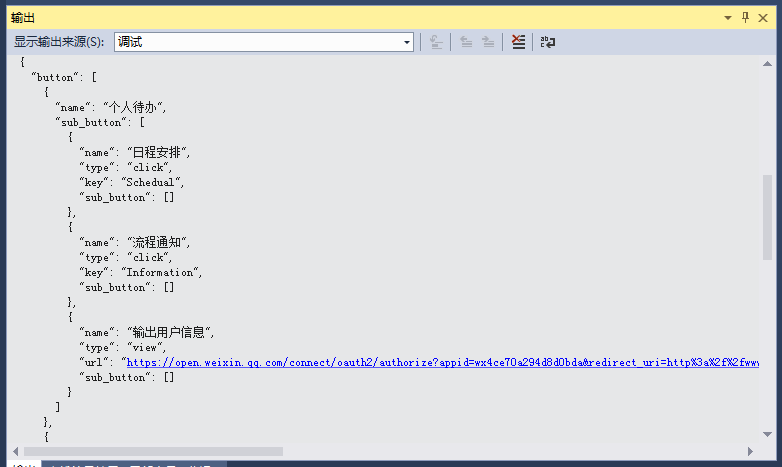 输出
显示输出来源(S): 调试
{
"button": [
{
"name": "个人待办",
"sub_button": [
{
"name": "日程安排",
"type": "click",
"key": "Schedual",
"sub_button": []
},
{
"name": "流程通知",
"type": "click",
"key": "Information",
"sub_button": []
},
{
"name": "输出用户信息",
"type": "view",
"url": "https://open.weixin.qq.com/connect/oauth2/authorize?appid=wx4ce70a294d8d0bda&redirect_uri=http%3a%2f%2fwww
"sub_button": []
}
]
},
{